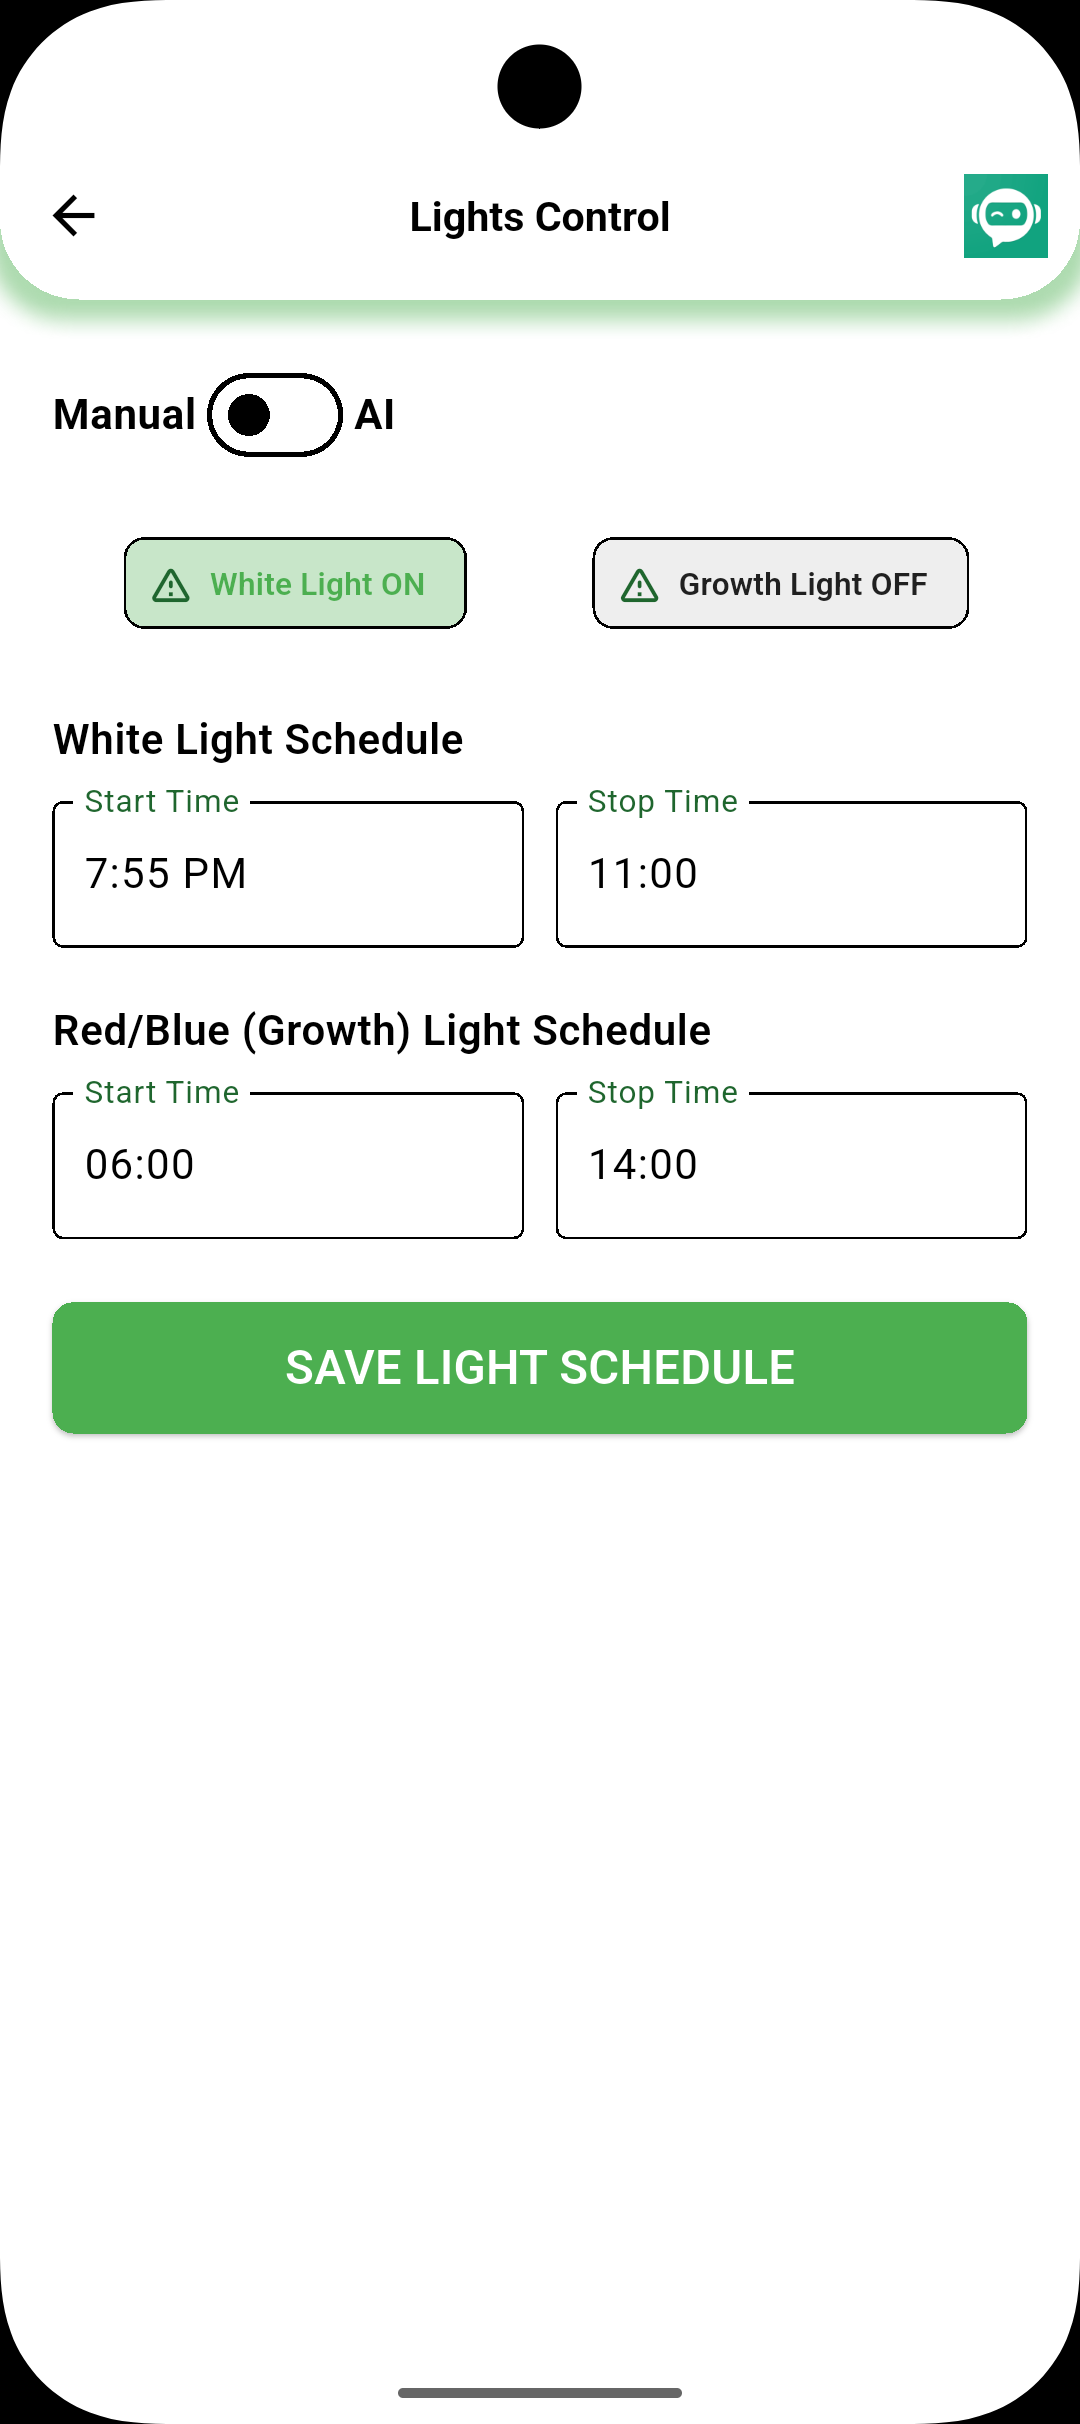 Lights Control
Manual AI
White Light ON
Growth Light OFF
White Light Schedule
Start Time
Stop Time
7:55 PM
11:00
Red/Blue (Growth) Light Schedule
Start Time
Stop Time
06:00
14:00
SAVE LIGHT SCHEDULE